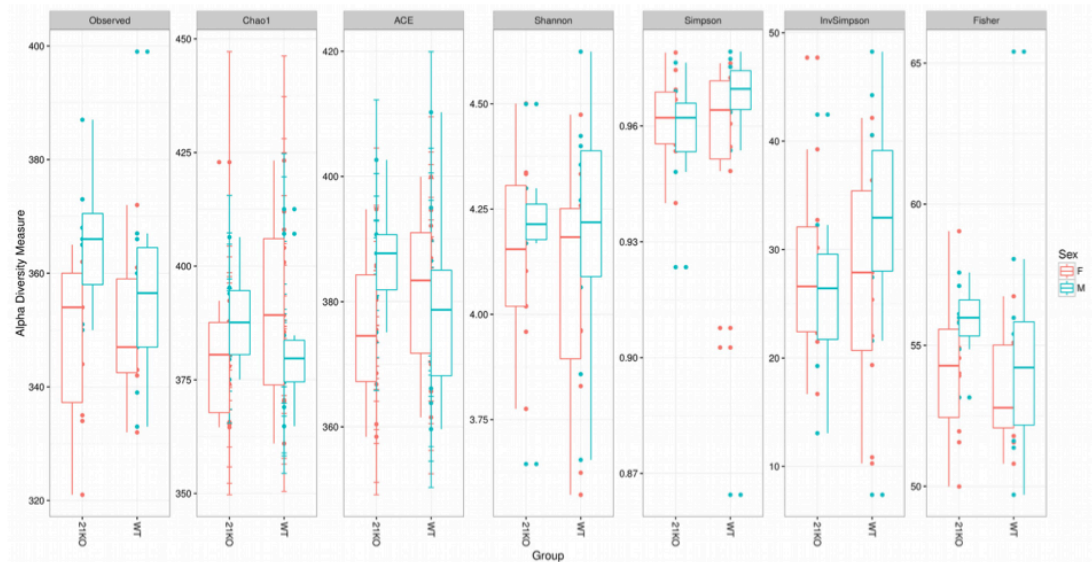 Observed
Chao1
ACE
Shannon
Simpson
InvSimpson
Fisher
Alpha Diversity Measure
400
380
360
340
320
450
425
400
375
350
420
400
380
360
4.50
4.25
4.00
3.75
0.96
0.93
0.90
0.87
50
40
30
20
10
65
60
55
50
21KO
WT
21KO
WT
21KO
WT
21KO
WT
21KO
WT
21KO
WT
21KO
WT
Group
Sex
F
M